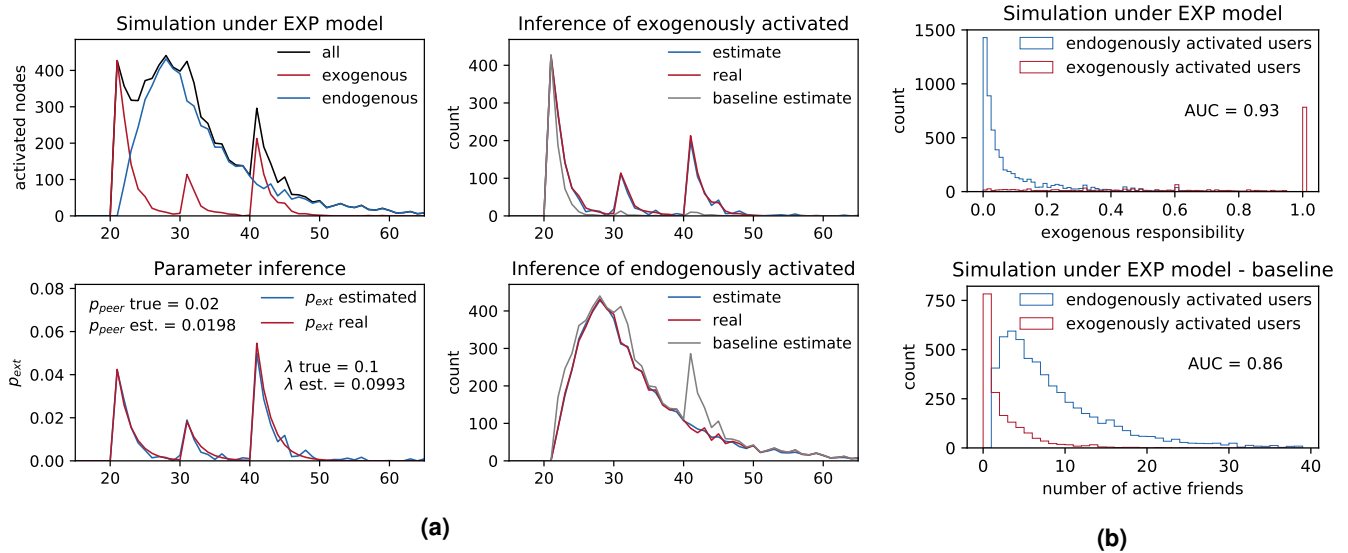 Simulation under EXP model
activated nodes
400
300
200
100
0
20 30 40 50 60
all
exogenous
endogenous
Inference of exogenously activated
count
400
300
200
100
0
20 30 40 50 60
estimate
real
baseline estimate
Parameter inference
p_ext
0.08
0.06
0.04
0.02
0.00
20 30 40 50 60
p_peer true = 0.02
p_peer est. = 0.0198
p_ext estimated
p_ext real
λ true = 0.1
λ est. = 0.0993
Inference of endogenously activated
count
400
300
200
100
0
20 30 40 50 60
estimate
real
baseline estimate
(a)
Simulation under EXP model
count
1500
1000
500
0
0.0 0.2 0.4 0.6 0.8 1.0
exogenous responsibility
endogenously activated users
exogenously activated users
AUC = 0.93
Simulation under EXP model - baseline
count
750
500
250
0
0 10 20 30 40
number of active friends
endogenously activated users
exogenously activated users
AUC = 0.86
(b)